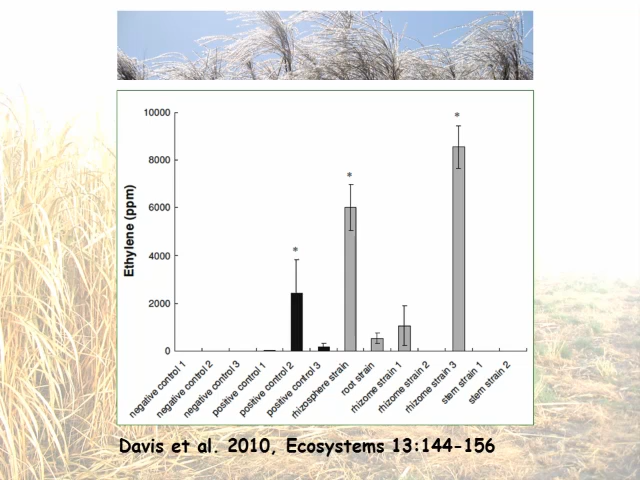 Ethylene (ppm)
10000
8000
6000
4000
2000
0
*
*
*
negative control 1
negative control 2
negative control 3
positive control 1
positive control 2
positive control 3
rhizosphere strain
root strain
rhizome strain 1
rhizome strain 2
rhizome strain 3
stem strain 1
stem strain 2
Davis et al. 2010, Ecosystems 13:144-156